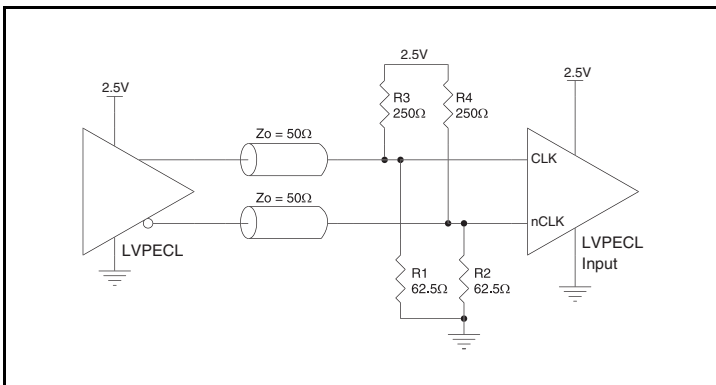 2.5V
2.5V
2.5V
R3
250Ω
R4
250Ω
Zo = 50Ω
CLK
Zo = 50Ω
nCLK
LVPECL
LVPECL
Input
R1
62.5Ω
R2
62.5Ω